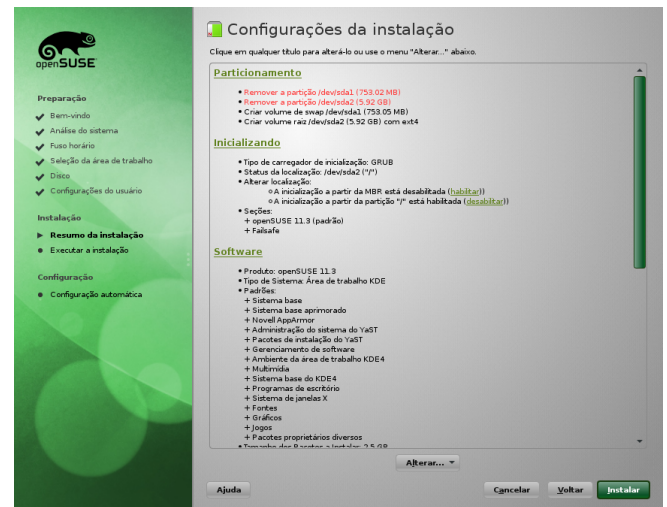 openSUSE
Preparação
Bem-vindo
Análise do sistema
Fuso horário
Seleção da área de trabalho
Disco
Configurações do usuário
Instalação
Resumo da instalação
Executar a instalação
Configuração
Configuração automática
Configurações da instalação
Clique em qualquer título para alterá-lo ou use o menu "Alterar..." abaixo.
Particionamento
• Remover a partição /dev/sda1 (753.02 MB)
• Remover a partição /dev/sda2 (5.92 GB)
• Criar volume de swap /dev/sda1 (753.05 MB)
• Criar volume raiz /dev/sda2 (5.92 GB) com ext4
Inicializando
• Tipo de carregador de inicialização: GRUB
• Status da localização: /dev/sda2 ("/")
• Alterar localização:
○ A inicialização a partir da MBR está desabilitada (habilitar))
○ A inicialização a partir da partição "/" está habilitada (desabilitar))
• Seções:
+ openSUSE 11.3 (padrão)
+ Failsafe
Software
• Produto: openSUSE 11.3
• Tipo de Sistema: Área de trabalho KDE
• Padrões:
+ Sistema base
+ Sistema base aprimorado
+ Novell AppArmor
+ Administração do sistema do YaST
+ Pacotes de instalação do YaST
+ Gerenciamento de software
+ Ambiente da área de trabalho KDE4
+ Multimídia
+ Sistema base do KDE4
+ Programas de escritório
+ Sistema de janelas X
+ Fontes
+ Gráficos
+ Jogos
+ Pacotes proprietários diversos
• Tamanho dos Pacotes a Instalar: 2.5 GB
Alterar...
Ajuda
Cancelar
Voltar
Instalar